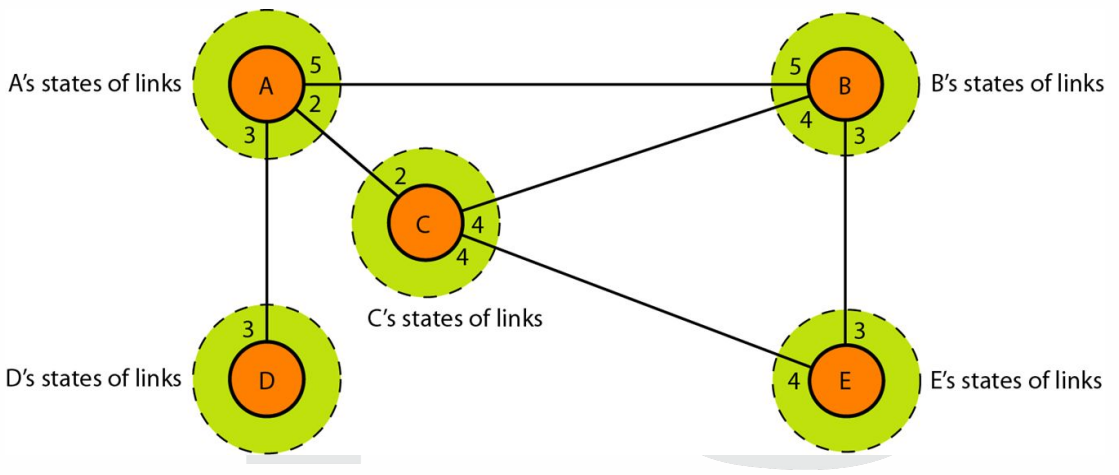 A's states of links
A
5
2
3
5
4
3
B
B's states of links
2
C
4
4
C's states of links
D's states of links
3
D
3
4
E
E's states of links